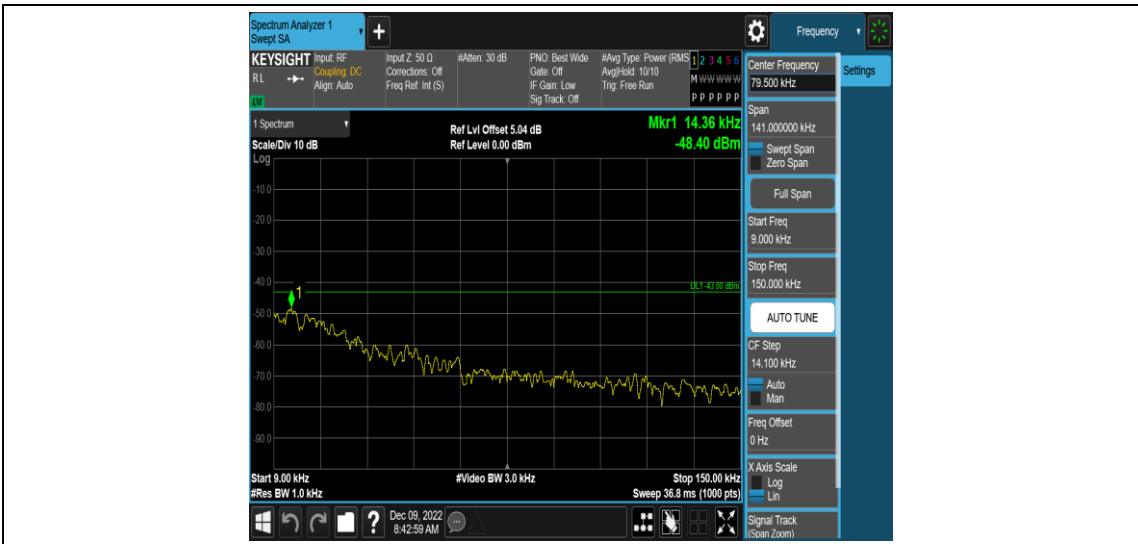 Spectrum Analyzer 1
Swept SA
+
Frequency
KEYSIGHT
RL
LXI
Input: RF
Coupling: DC
Align: Auto
Input Z: 50 Ω
Corrections: Off
Freq Ref: Int (S)
#Atten: 30 dB
PNO: Best Wide
Gate: Off
IF Gain: Low
Sig Track: Off
#Avg Type: Power (RMS
Avg|Hold: 10/10
Trig: Free Run
1 2 3 4 5 6
M W W W W W
P P P P P P
1 Spectrum
Scale/Div 10 dB
Ref Lvl Offset 5.04 dB
Ref Level 0.00 dBm
Mkr1 14.36 kHz
-48.40 dBm
Log
-10.0
-20.0
-30.0
-40.0
-50.0
-60.0
-70.0
-80.0
-90.0
1
DL1 -43.00 dBm
Start 9.00 kHz
#Res BW 1.0 kHz
#Video BW 3.0 kHz
Stop 150.00 kHz
Sweep 36.8 ms (1000 pts)
?
Dec 09, 2022
8:42:59 AM
Center Frequency
79.500 kHz
Settings
Span
141.000000 kHz
Swept Span
Zero Span
Full Span
Start Freq
9.000 kHz
Stop Freq
150.000 kHz
AUTO TUNE
CF Step
14.100 kHz
Auto
Man
Freq Offset
0 Hz
X Axis Scale
Log
Lin
Signal Track
(Span Zoom)